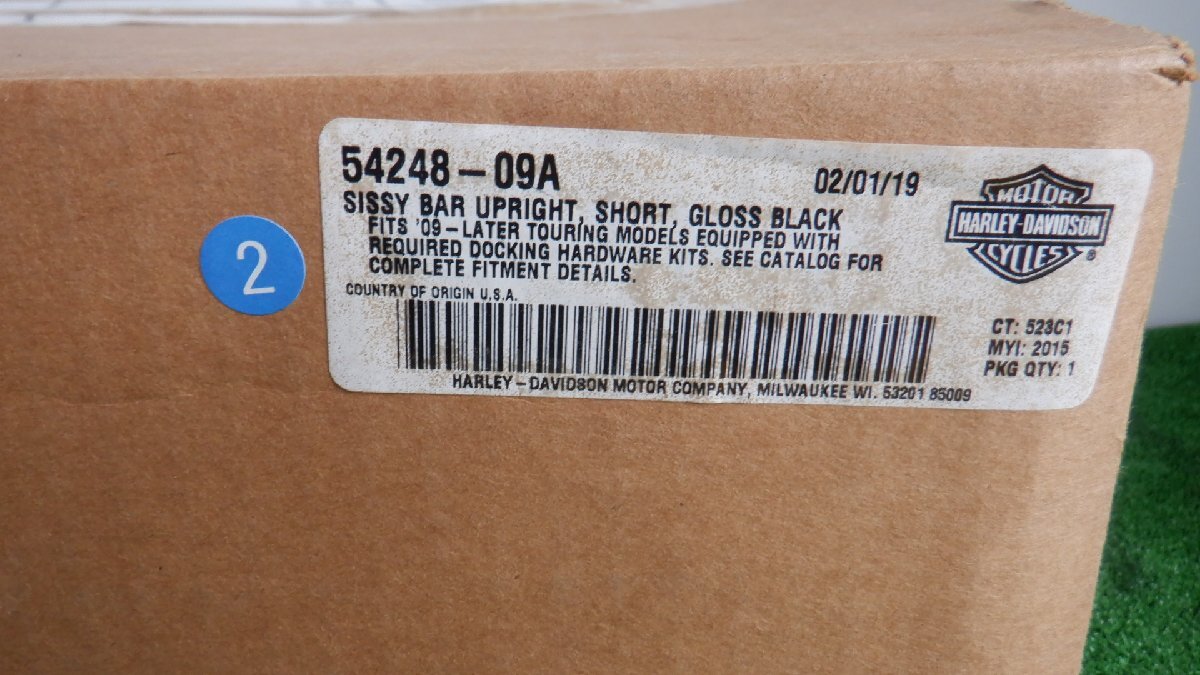 54248-09A
02/01/19
SISSY BAR UPRIGHT, SHORT, GLOSS BLACK
FITS '09-LATER TOURING MODELS EQUIPPED WITH
REQUIRED DOCKING HARDWARE KITS. SEE CATALOG FOR
COMPLETE FITMENT DETAILS.
COUNTRY OF ORIGIN U.S.A.
MOTOR
HARLEY-DAVIDSON
CYCLES
®
CT: 523C1
MYI: 2015
PKG QTY: 1
HARLEY-DAVIDSON MOTOR COMPANY, MILWAUKEE WI. 53201 85009
2